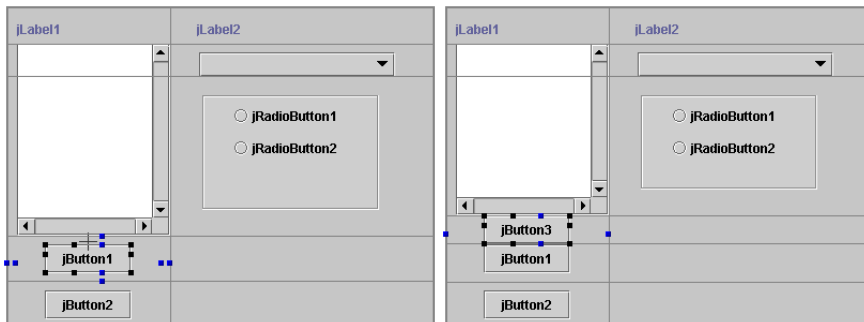 jLabel1
jLabel2
jRadioButton1
jRadioButton2
jButton1
jButton2
jLabel1
jLabel2
jRadioButton1
jRadioButton2
jButton3
jButton1
jButton2